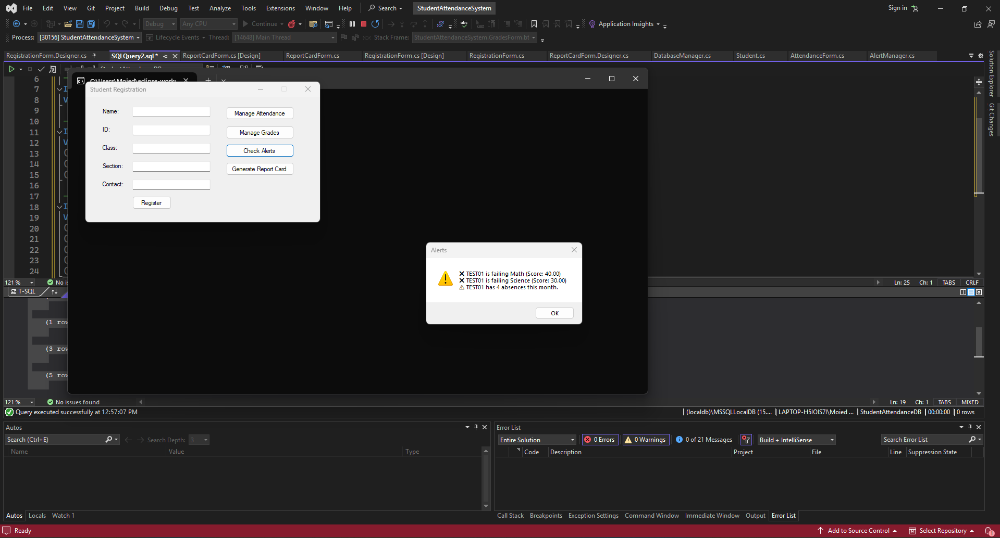 File Edit View Git Project Build Debug Test Analyze Tools Extensions Window Help Search StudentAttendanceSystem Sign in
Debug Any CPU Continue Application Insights
Process: [30156] StudentAttendanceSystem Lifecycle Events Thread: [14648] Main Thread Stack Frame: StudentAttendanceSystem.GradesForm.bt
RegistrationForm.Designer.cs SQLQuery2.sql * ReportCardForm.cs [Design] ReportCardForm.cs RegistrationForm.cs [Design] RegistrationForm.cs ReportCardForm.Designer.cs DatabaseManager.cs Student.cs AttendanceForm.cs AlertManager.cs
Solution Explorer
Git Changes
6
7
8
9
10
11
12
13
14
15
16
17
18
19
20
21
22
23
24
C:\Users\Moied\eclipse-work
Student Registration
Name:
ID:
Class:
Section:
Contact:
Register
Manage Attendance
Manage Grades
Check Alerts
Generate Report Card
Alerts
❌ TEST01 is failing Math (Score: 40.00)
❌ TEST01 is failing Science (Score: 30.00)
⚠ TEST01 has 4 absences this month.
OK
121 % Ln: 25 Ch: 1 TABS CRLF
T-SQL
(1 row
(3 row
(5 row
121 % No issues found Ln: 19 Ch: 1 TABS MIXED
Query executed successfully at 12:57:07 PM (localdb)\MSSQLLocalDB (15.... LAPTOP-H5IOIS7I\Moied ... StudentAttendanceDB 00:00:00 0 rows
Autos
Search (Ctrl+E) Search Depth: 3
Name Value Type
Autos Locals Watch 1
Error List
Entire Solution 0 Errors 0 Warnings 0 of 21 Messages Build + IntelliSense Search Error List
Code Description Project File Line Suppression State
Call Stack Breakpoints Exception Settings Command Window Immediate Window Output Error List
Ready Add to Source Control Select Repository 1